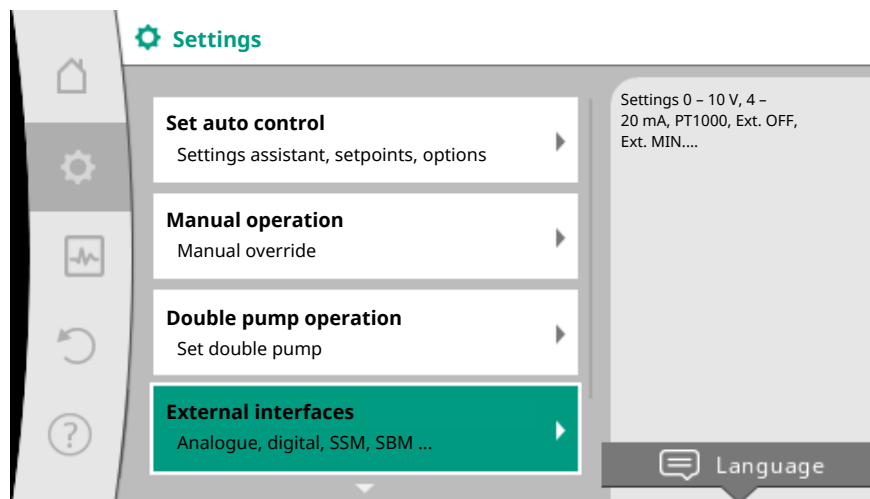 Settings
Set auto control
Settings assistant, setpoints, options
Manual operation
Manual override
Double pump operation
Set double pump
External interfaces
Analogue, digital, SSM, SBM ...
Settings 0 – 10 V, 4 –
20 mA, PT1000, Ext. OFF,
Ext. MIN....
Language
?